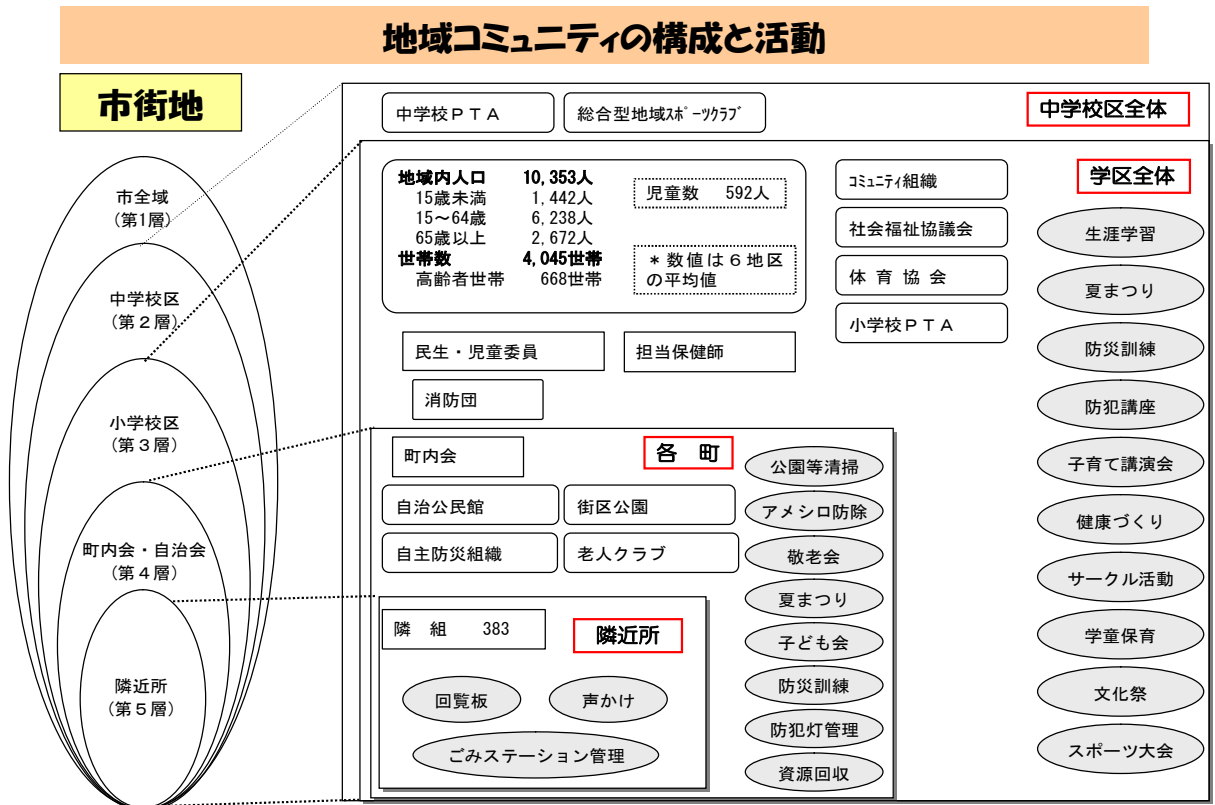 地域コミュニティの構成と活動
市街地
市全域
(第1層)
中学校区
(第２層)
小学校区
(第３層)
町内会・自治会
(第４層)
隣近所
(第５層)
中学校ＰＴＡ
総合型地域ｽﾎﾟｰﾂｸﾗﾌﾞ
中学校区全体
学区全体
地域内人口 10,353人
15歳未満 1,442人
15～64歳 6,238人
65歳以上 2,672人
世帯数 4,045世帯
高齢者世帯 668世帯
児童数 592人
＊数値は６地区
の平均値
ｺﾐｭﾆﾃｨ組織
社会福祉協議会
体育協会
小学校ＰＴＡ
民生・児童委員
担当保健師
消防団
生涯学習
夏まつり
防災訓練
防犯講座
子育て講演会
健康づくり
サークル活動
学童保育
文化祭
スポーツ大会
各町
町内会
自治公民館
街区公園
自主防災組織
老人クラブ
公園等清掃
アメシロ防除
敬老会
夏まつり
子ども会
防災訓練
防犯灯管理
資源回収
隣組 383
隣近所
回覧板
声かけ
ごみステーション管理